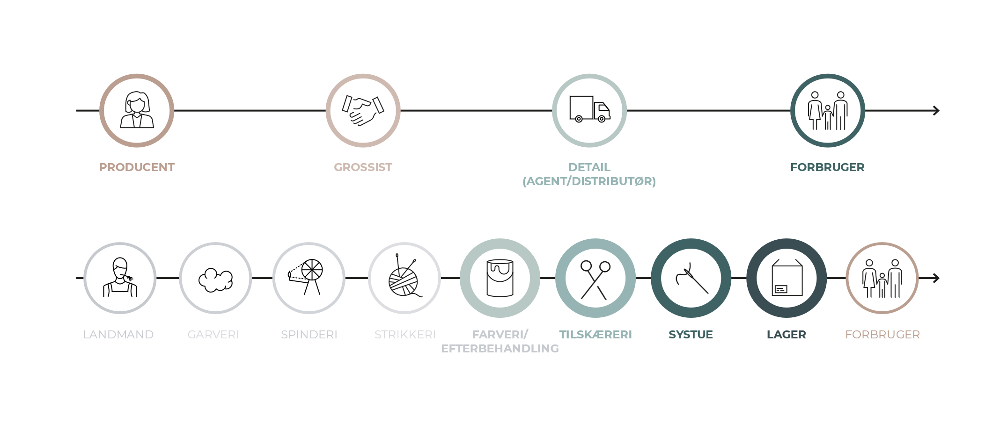 PRODUCENT
GROSSIST
DETAIL
(AGENT/DISTRIBUTØR)
FORBRUGER
LANDMAND
GARVERI
SPINDERI
STRIKKERI
FARVERI/
EFTERBEHANDLING
TILSKÆRERI
SYSTUE
LAGER
FORBRUGER